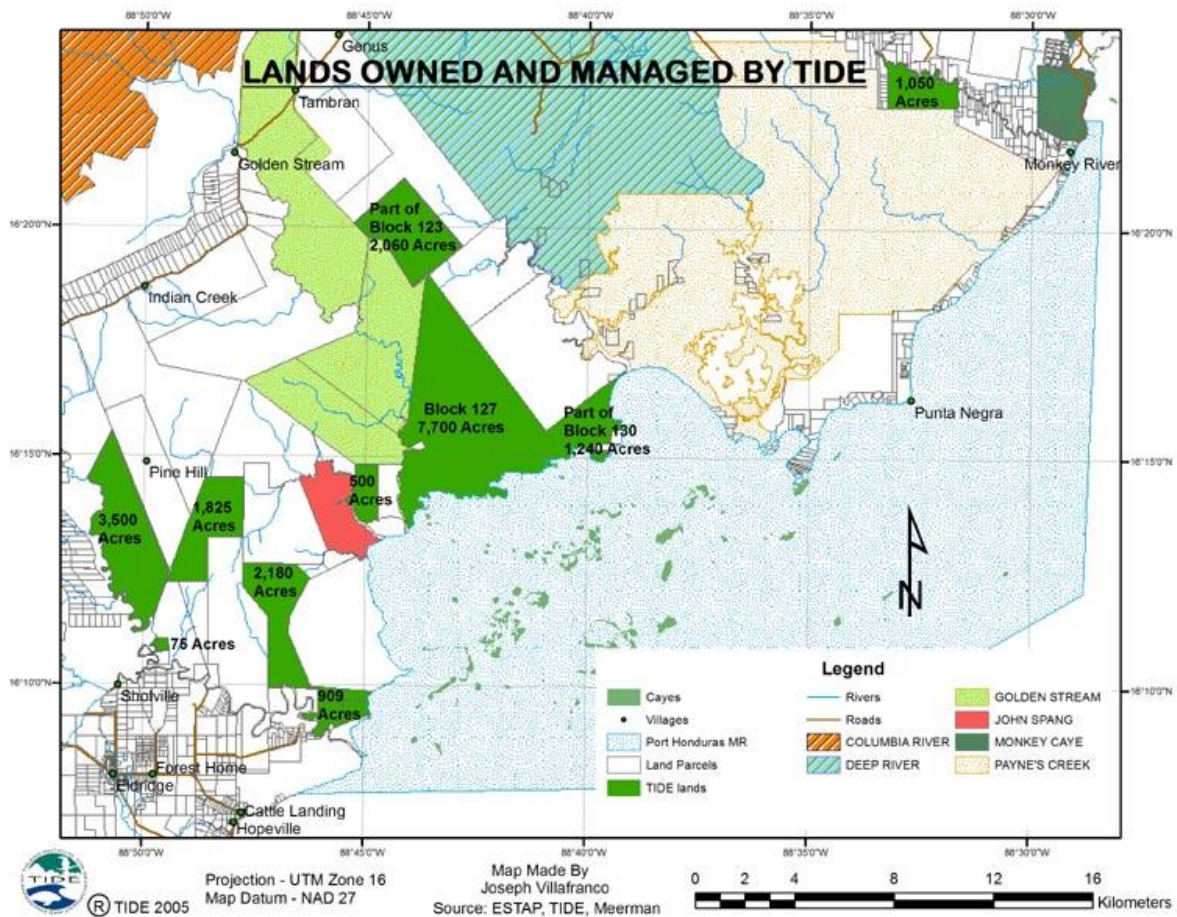 88°50'0"W
88°45'0"W
88°40'0"W
88°35'0"W
88°30'0"W
Genus
LANDS OWNED AND MANAGED BY TIDE
1,050
Acres
Tambran
Golden Stream
Monkey River
16°20'0"N
Part of
Block 123
2,060 Acres
16°20'0"N
Indian Creek
Block 127
7,700 Acres
Part of
Block 130
1,240 Acres
Punta Negra
16°15'0"N
16°15'0"N
Pine Hill
500
Acres
1,825
Acres
3,500
Acres
2,180
Acres
N
75 Acres
16°10'0"N
16°10'0"N
Sholville
909
Acres
Forest Home
Eldridge
Cattle Landing
Hopeville
Legend
Cayes
Villages
Port Honduras MR
Land Parcels
TIDE lands
Rivers
Roads
COLUMBIA RIVER
DEEP RIVER
GOLDEN STREAM
JOHN SPANG
MONKEY CAYE
PAYNE'S CREEK
88°50'0"W
88°45'0"W
88°40'0"W
88°35'0"W
88°30'0"W
TIDE
® TIDE 2005
Projection - UTM Zone 16
Map Datum - NAD 27
Map Made By
Joseph Villafranco
Source: ESTAP, TIDE, Meerman
0 2 4 8 12 16
Kilometers